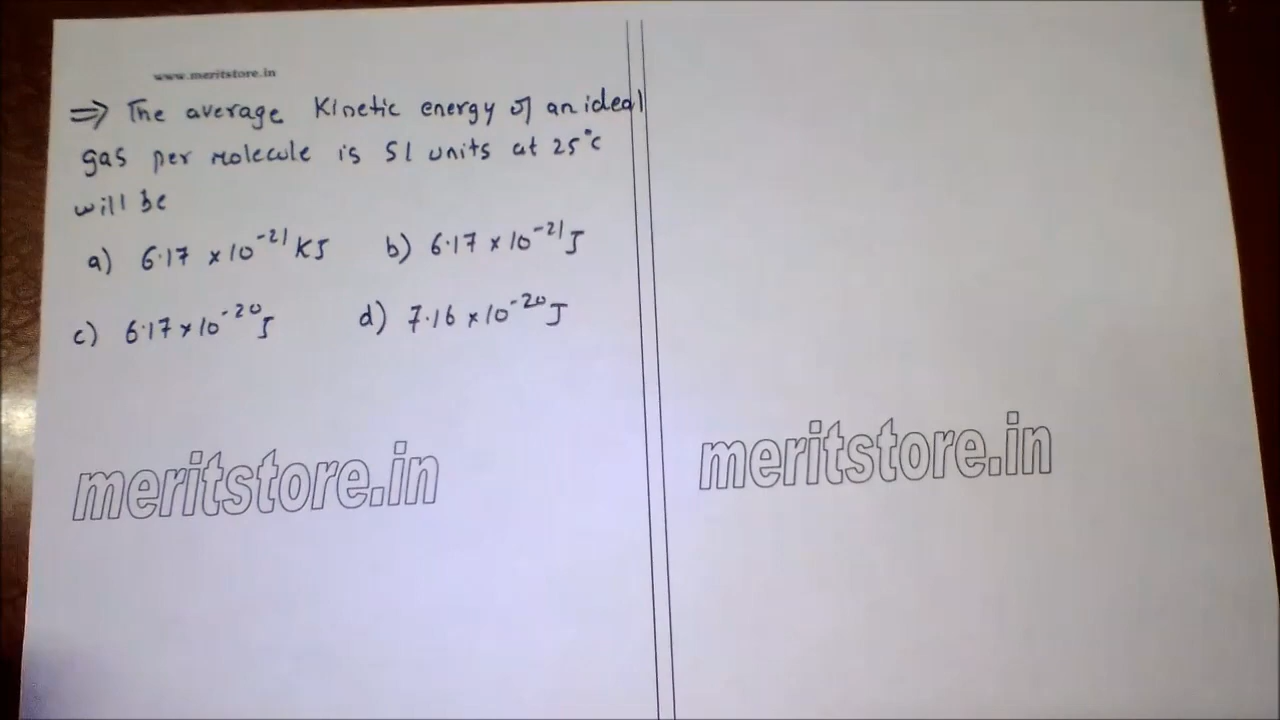 www.meritstore.in
⇒ The average Kinetic energy of an ideal
gas per molecule is SI units at 25°C
will be
a) 6.17 × 10⁻²¹ KJ b) 6.17 × 10⁻²¹ J
c) 6.17 × 10⁻²⁰ J d) 7.16 × 10⁻²⁰ J
meritstore.in
meritstore.in